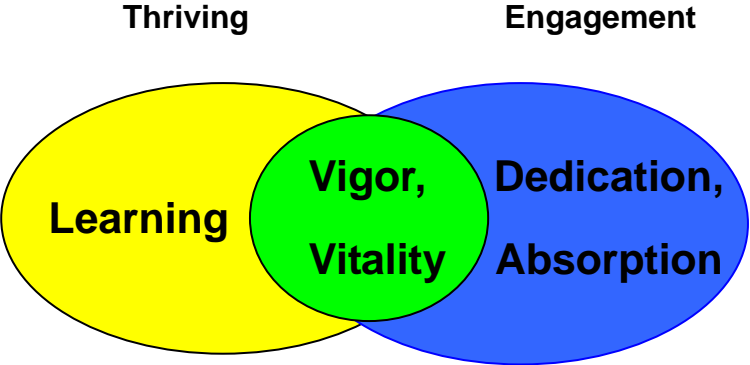 Thriving Engagement
Learning
Vigor,
Vitality
Dedication,
Absorption